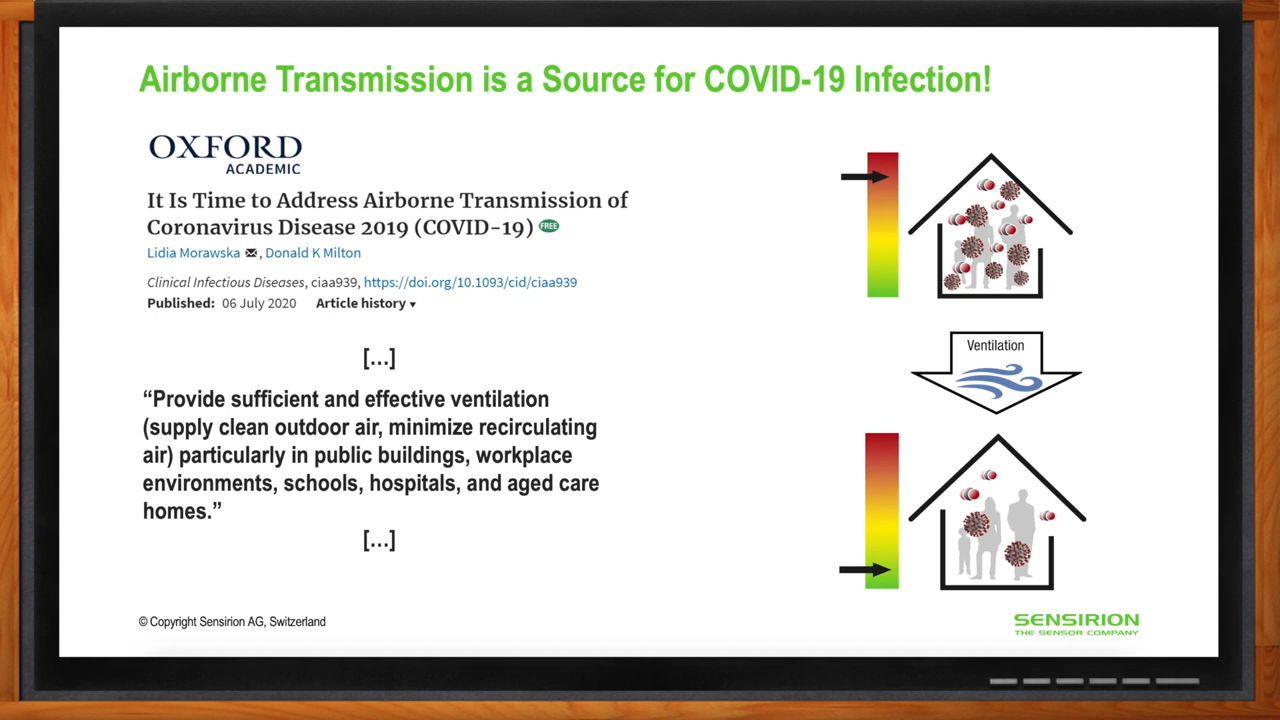 Airborne Transmission is a Source for COVID-19 Infection!
OXFORD
ACADEMIC
It Is Time to Address Airborne Transmission of
Coronavirus Disease 2019 (COVID-19) FREE
Lidia Morawska, Donald K Milton
Clinical Infectious Diseases, ciaa939, https://doi.org/10.1093/cid/ciaa939
Published: 06 July 2020 Article history ▾
[...]
“Provide sufficient and effective ventilation
(supply clean outdoor air, minimize recirculating
air) particularly in public buildings, workplace
environments, schools, hospitals, and aged care
homes.”
[...]
Ventilation
© Copyright Sensirion AG, Switzerland
SENSIRION
THE SENSOR COMPANY